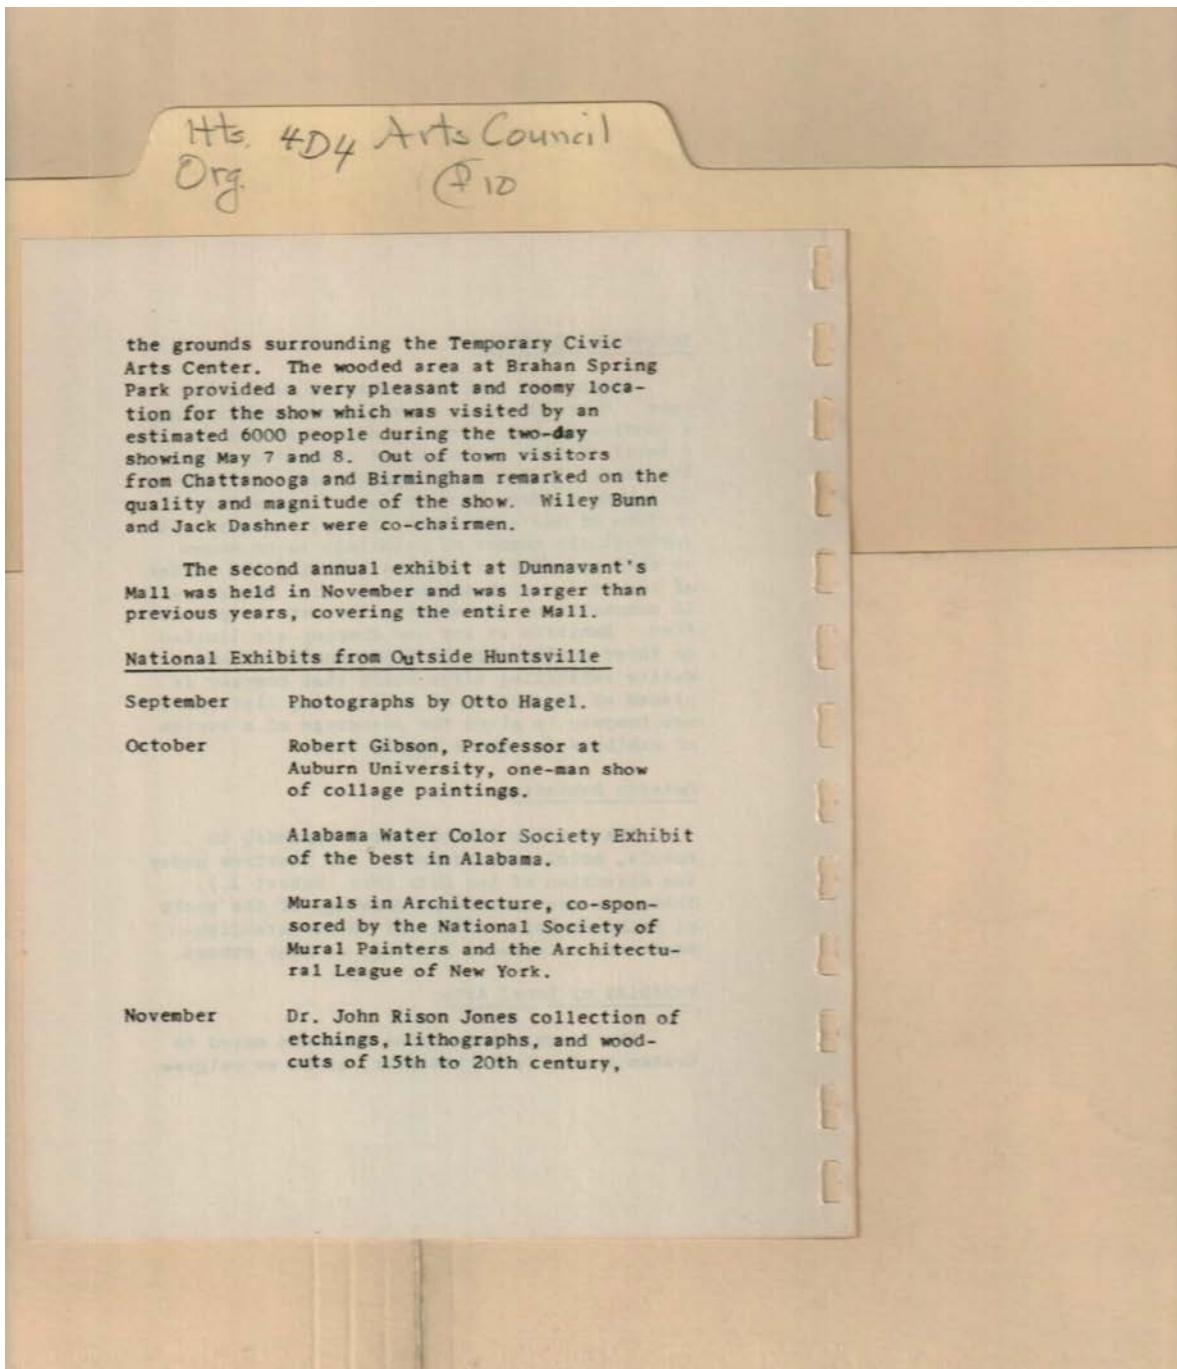 Hts. 4D4 Arts Council
Org. P 10
the grounds surrounding the Temporary Civic
Arts Center. The wooded area at Brahan Spring
Park provided a very pleasant and roomy loca-
tion for the show which was visited by an
estimated 6000 people during the two-day
showing May 7 and 8. Out of town visitors
from Chattanooga and Birmingham remarked on the
quality and magnitude of the show. Wiley Bunn
and Jack Dashner were co-chairmen.
The second annual exhibit at Dunnavant's
Mall was held in November and was larger than
previous years, covering the entire Mall.
National Exhibits from Outside Huntsville
September Photographs by Otto Hagel.
October Robert Gibson, Professor at
Auburn University, one-man show
of collage paintings.
Alabama Water Color Society Exhibit
of the best in Alabama.
Murals in Architecture, co-spon-
sored by the National Society of
Mural Painters and the Architectu-
ral League of New York.
November Dr. John Rison Jones collection of
etchings, lithographs, and wood-
cuts of 15th to 20th century,